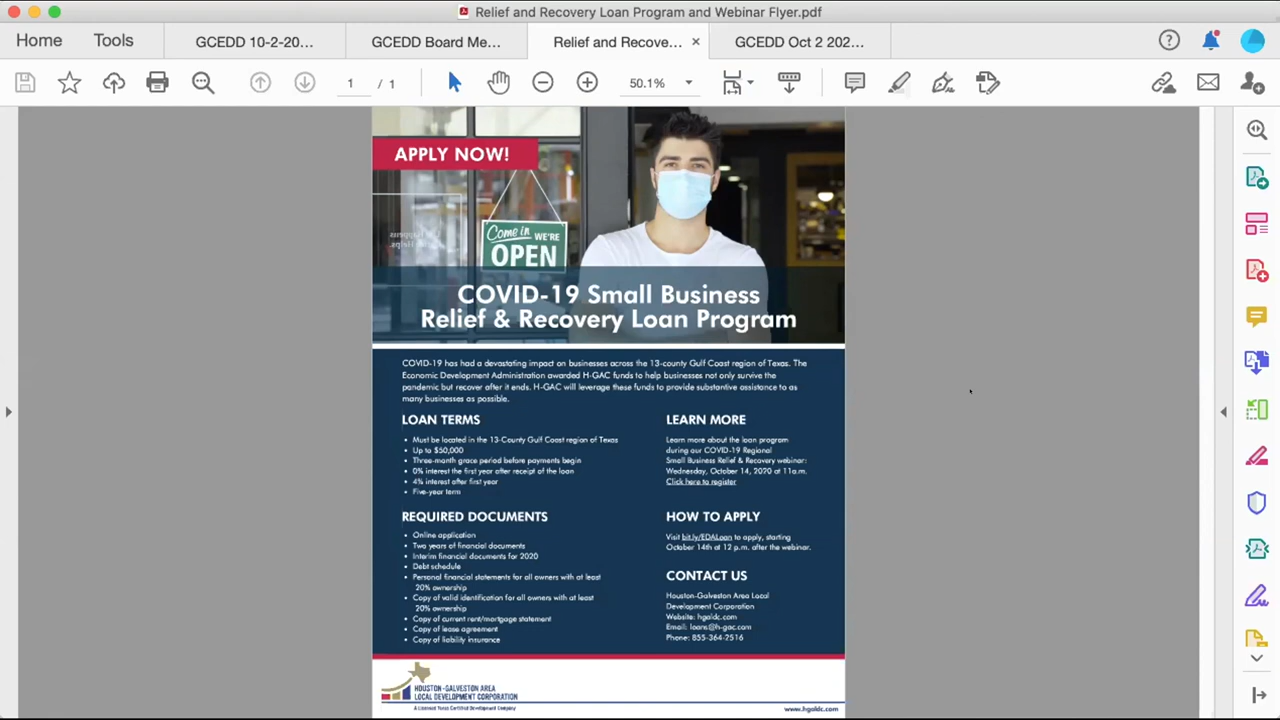 Relief and Recovery Loan Program and Webinar Flyer.pdf
Home Tools GCEDD 10-2-20... GCEDD Board Me... Relief and Recove... × GCEDD Oct 2 202...
1 / 1 50.1%
APPLY NOW!
Come in WE'RE
OPEN
COVID-19 Small Business
Relief & Recovery Loan Program
COVID-19 has had a devastating impact on businesses across the 13-county Gulf Coast region of Texas. The
Economic Development Administration awarded H-GAC funds to help businesses not only survive the
pandemic but recover after it ends. H-GAC will leverage these funds to provide substantive assistance to as
many businesses as possible.
LOAN TERMS
• Must be located in the 13-County Gulf Coast region of Texas
• Up to $50,000
• Three-month grace period before payments begin
• 0% interest the first year after receipt of the loan
• 4% interest after first year
• Five-year term
REQUIRED DOCUMENTS
• Online application
• Two years of financial documents
• Interim financial documents for 2020
• Debt schedule
• Personal financial statements for all owners with at least
20% ownership
• Copy of valid identification for all owners with at least
20% ownership
• Copy of current rent/mortgage statement
• Copy of lease agreement
• Copy of liability insurance
LEARN MORE
Learn more about the loan program
during our COVID-19 Regional
Small Business Relief & Recovery webinar:
Wednesday, October 14, 2020 at 11a.m.
Click here to register
HOW TO APPLY
Visit bit.ly/EDALoan to apply, starting
October 14th at 12 p.m. after the webinar.
CONTACT US
Houston-Galveston Area Local
Development Corporation
Website: hgaldc.com
Email: loans@h-gac.com
Phone: 855-364-2516
HOUSTON-GALVESTON AREA
LOCAL DEVELOPMENT CORPORATION
A Licensed Texas Certified Development Company
www.hgaldc.com